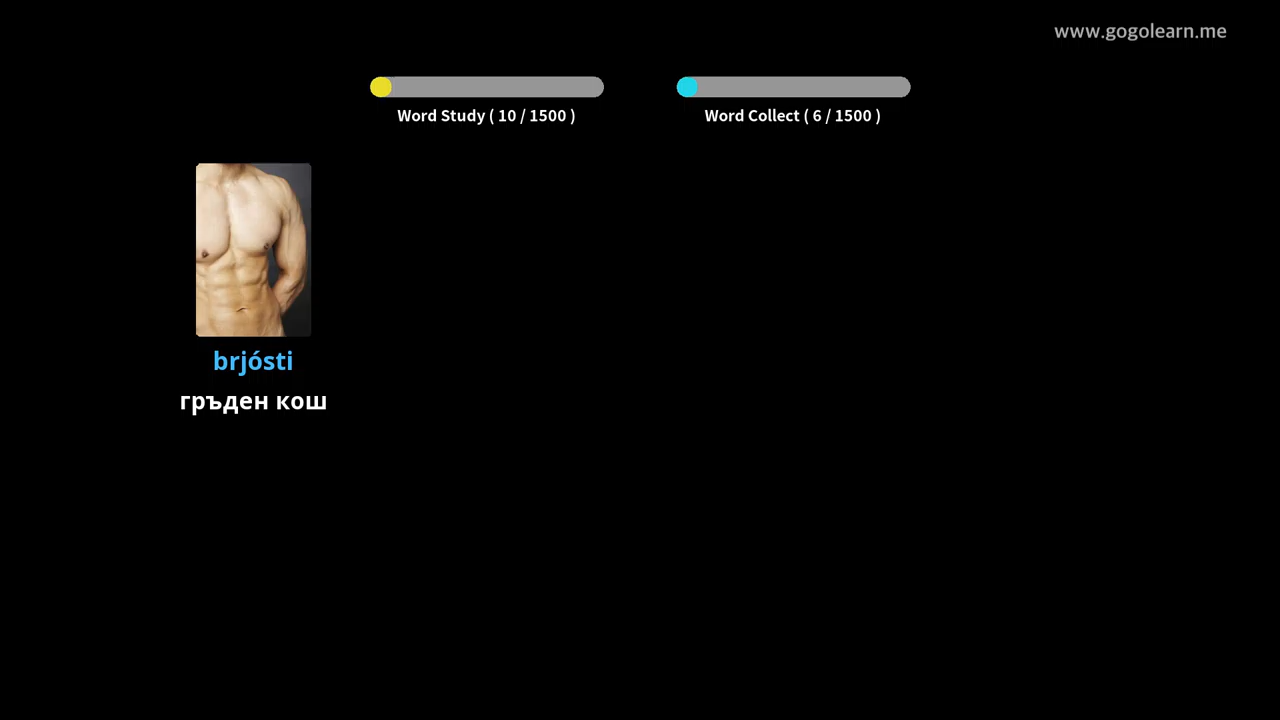 www.gogolearn.me
Word Study ( 10 / 1500 )
Word Collect ( 6 / 1500 )
brjósti
гръден кош